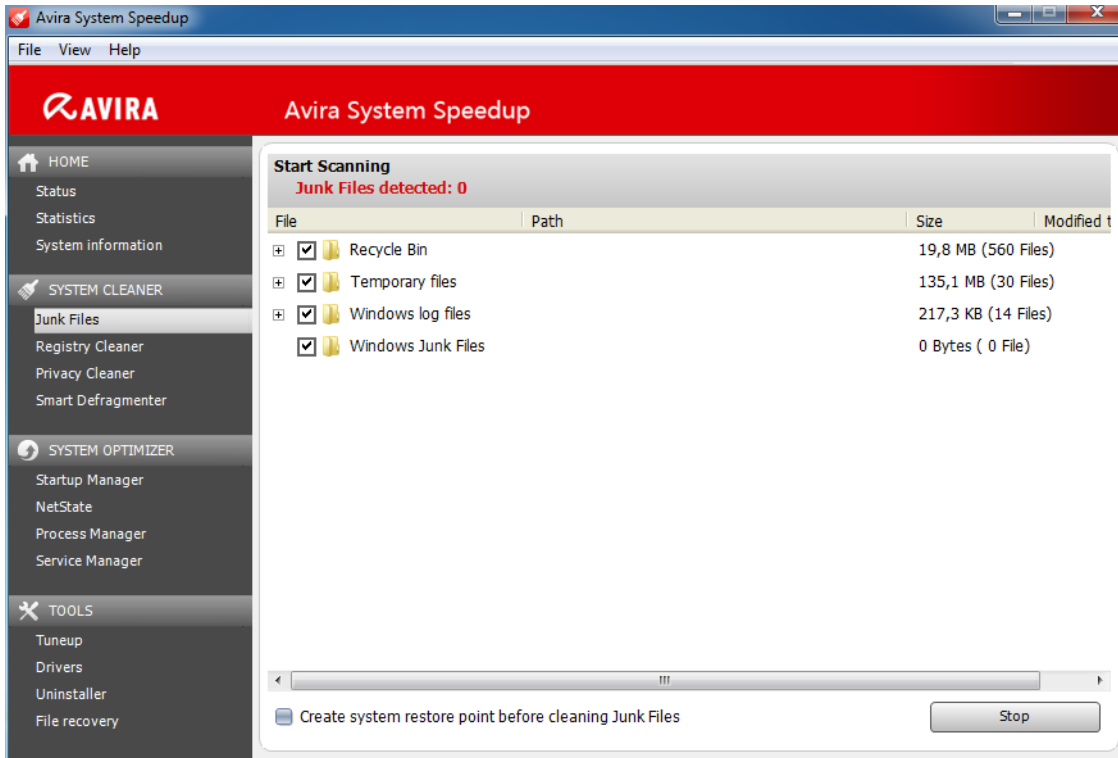 Avira System Speedup
File View Help
AVIRA Avira System Speedup
HOME
Status
Statistics
System information
SYSTEM CLEANER
Junk Files
Registry Cleaner
Privacy Cleaner
Smart Defragmenter
SYSTEM OPTIMIZER
Startup Manager
NetState
Process Manager
Service Manager
TOOLS
Tuneup
Drivers
Uninstaller
File recovery
Start Scanning
Junk Files detected: 0
File Path Size Modified t
Recycle Bin 19,8 MB (560 Files)
Temporary files 135,1 MB (30 Files)
Windows log files 217,3 KB (14 Files)
Windows Junk Files 0 Bytes ( 0 File)
Create system restore point before cleaning Junk Files Stop